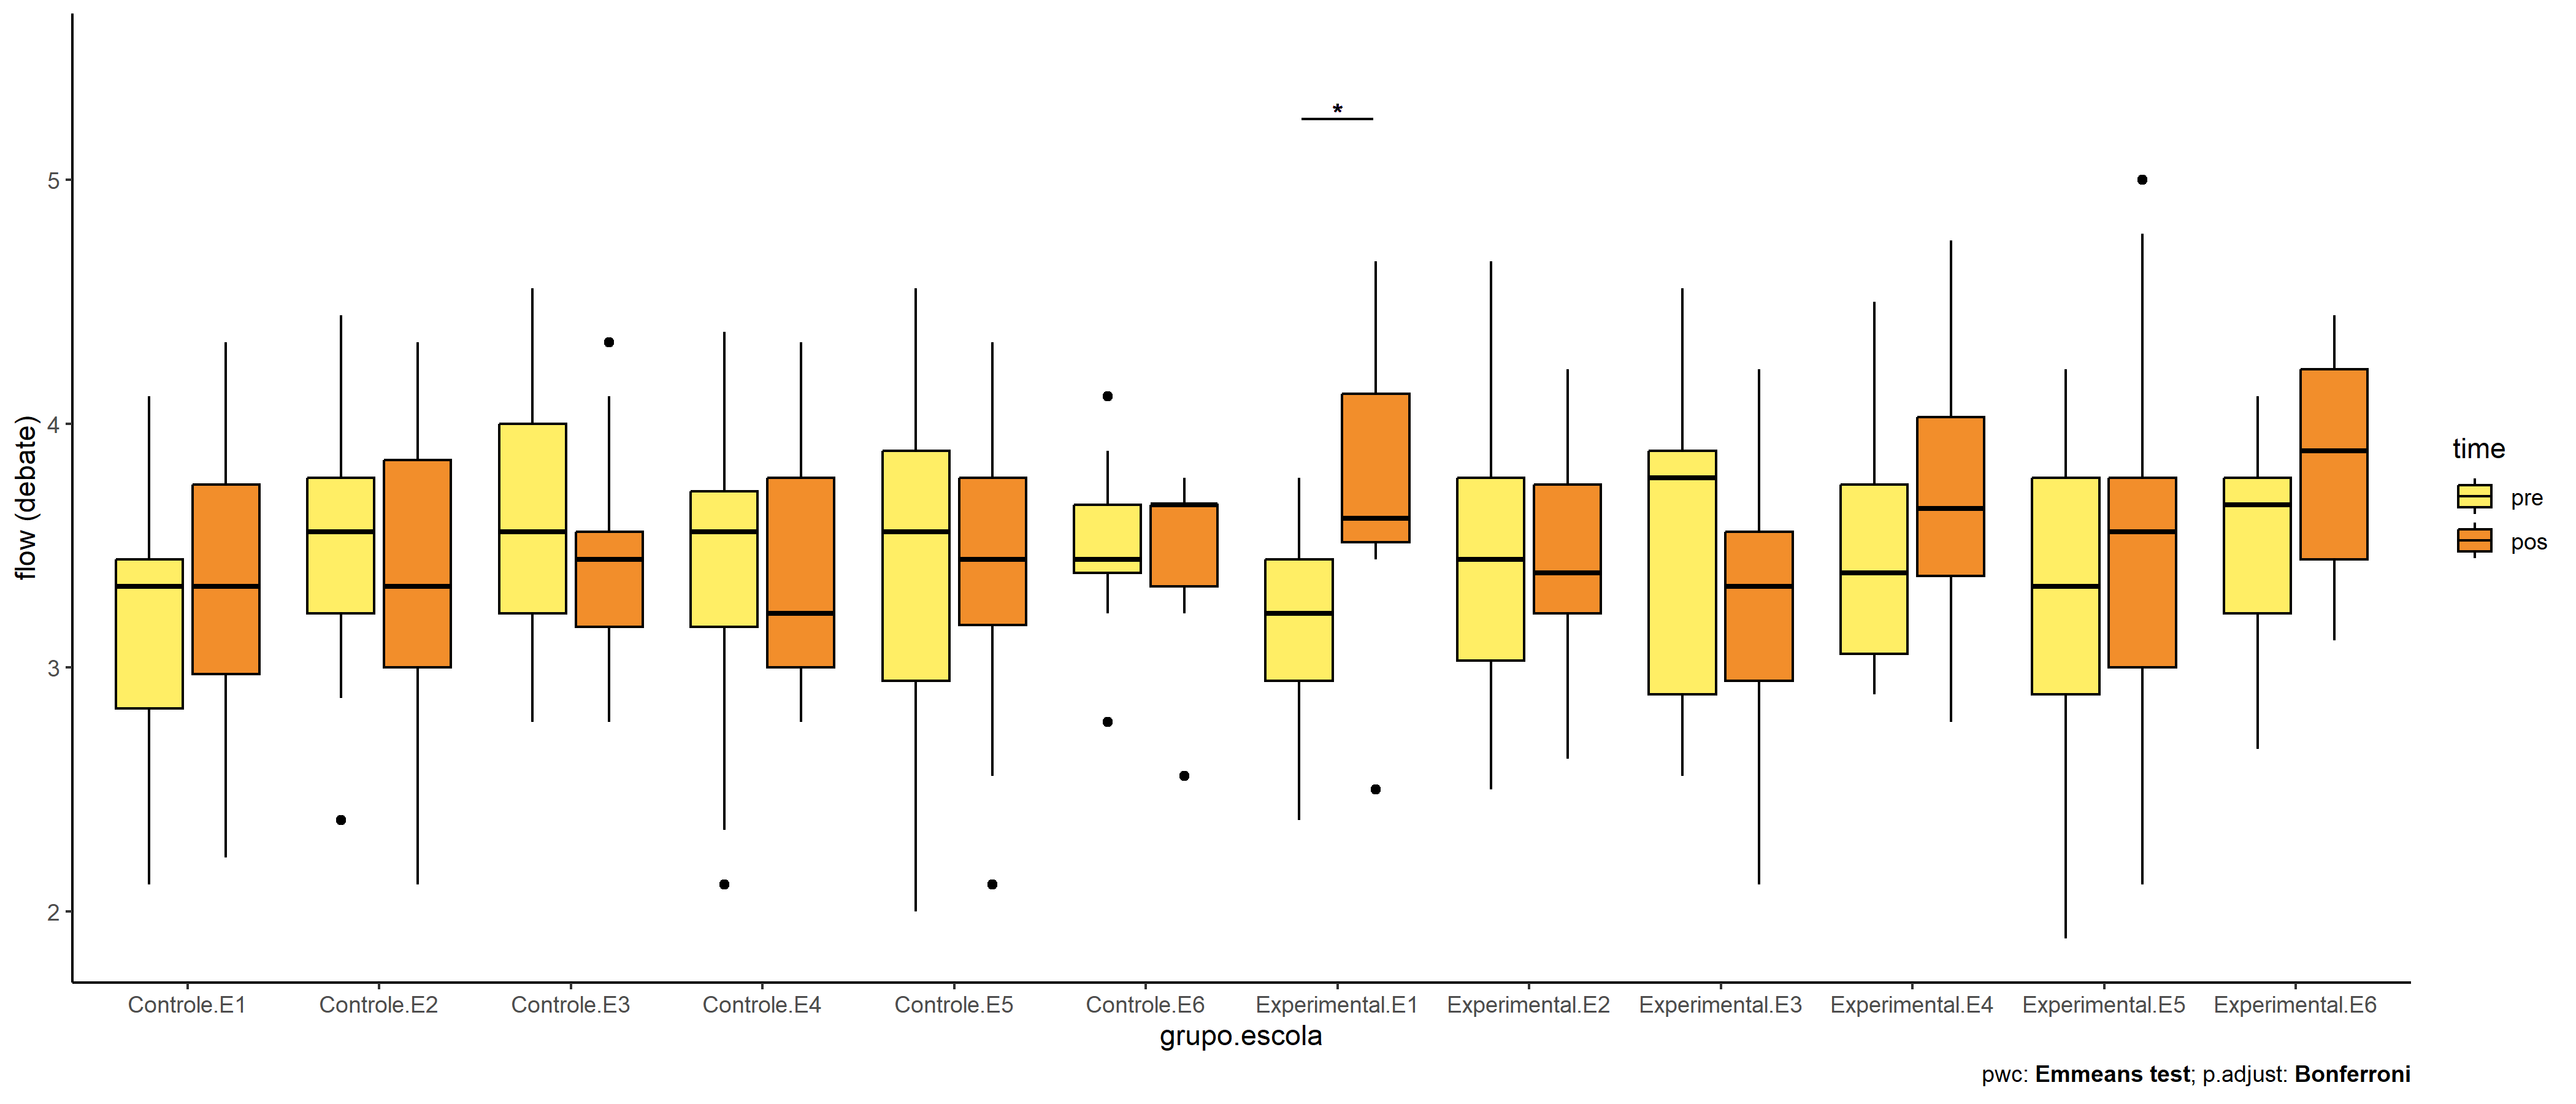 *
5
4
3
2
flow (debate)
Controle.E1
Controle.E2
Controle.E3
Controle.E4
Controle.E5
Controle.E6
Experimental.E1
Experimental.E2
Experimental.E3
Experimental.E4
Experimental.E5
Experimental.E6
grupo.escola
time
pre
pos
pwc: Emmeans test; p.adjust: Bonferroni